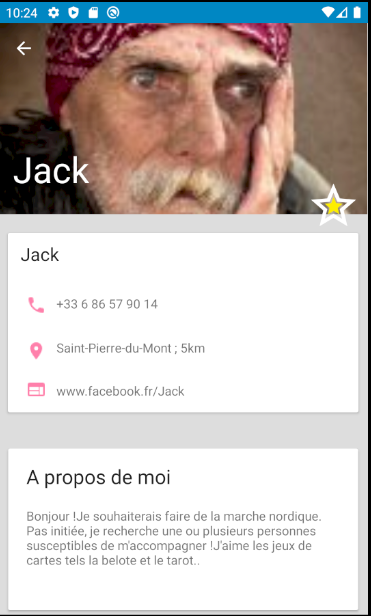 10:24
Jack
Jack
+33 6 86 57 90 14
Saint-Pierre-du-Mont ; 5km
www.facebook.fr/Jack
A propos de moi
Bonjour !Je souhaiterais faire de la marche nordique.
Pas initiée, je recherche une ou plusieurs personnes
susceptibles de m'accompagner !J'aime les jeux de
cartes tels la belote et le tarot..